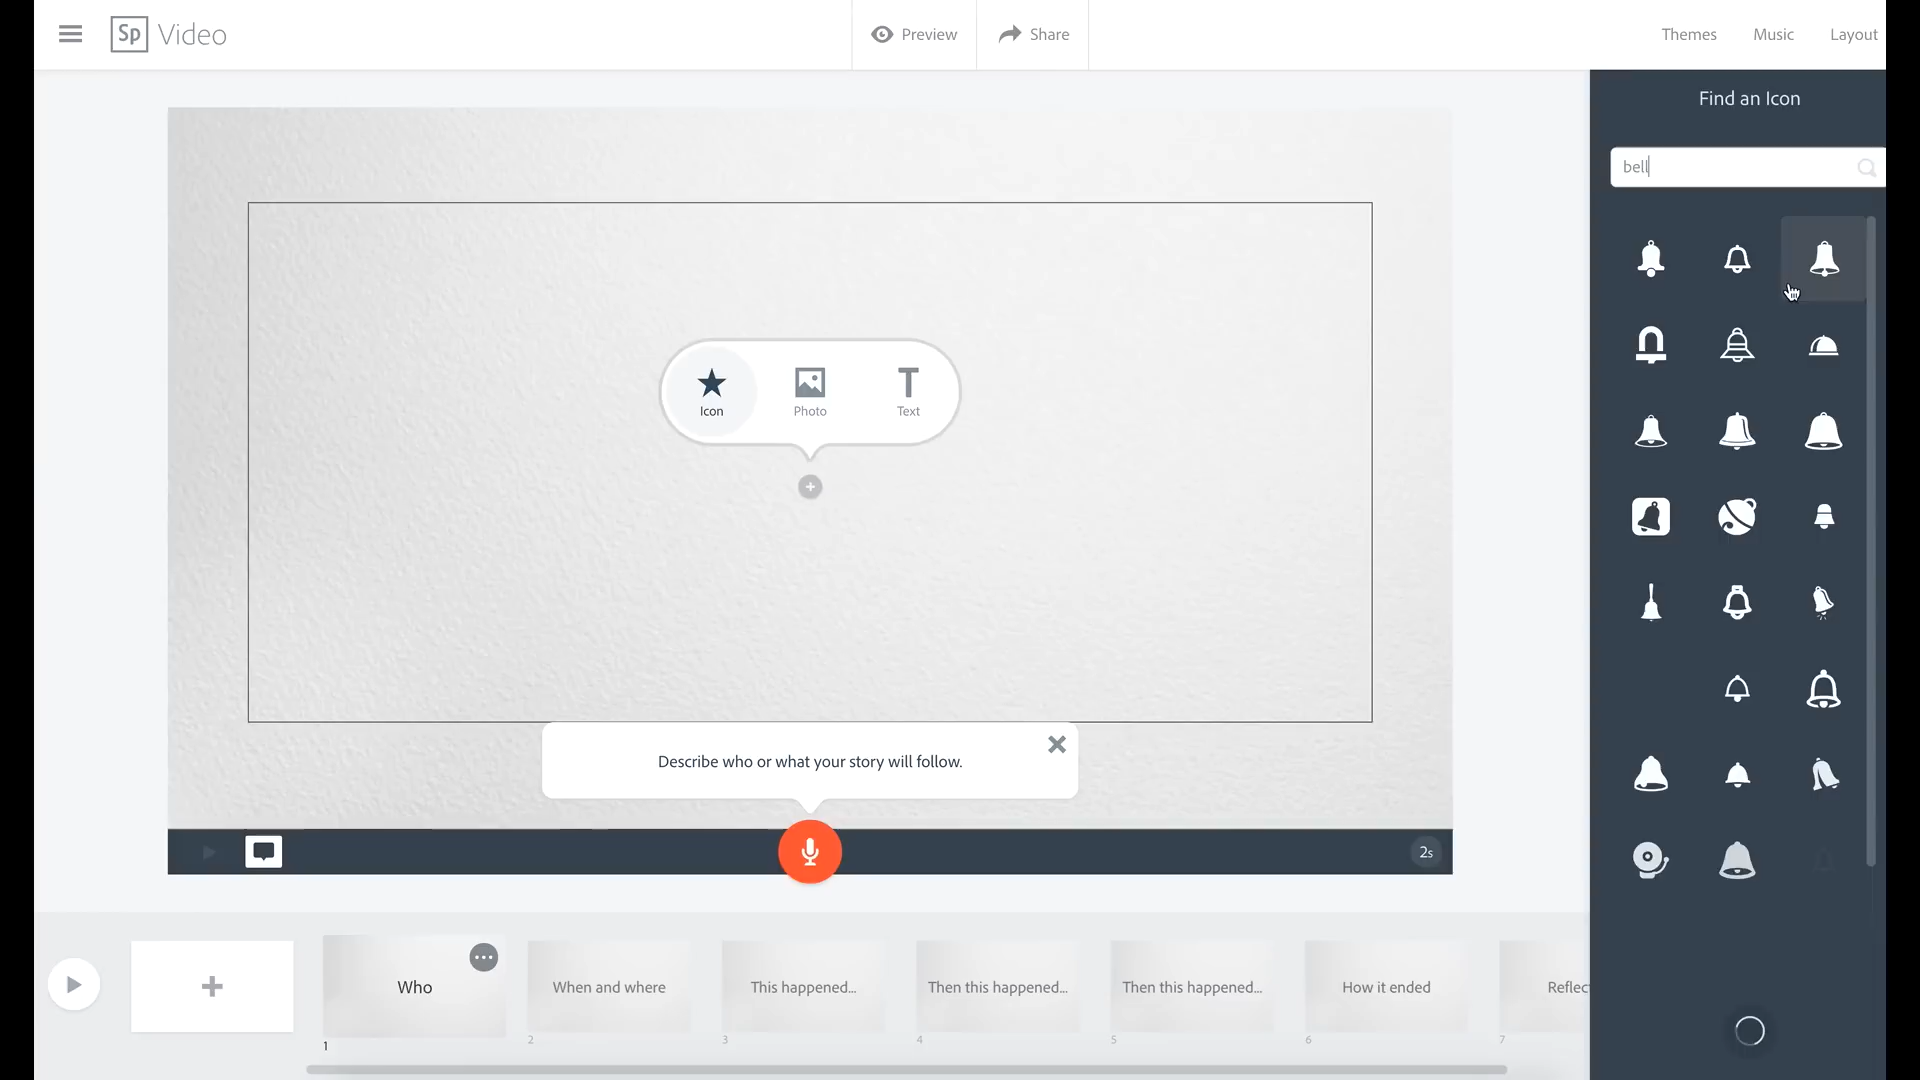 Sp Video
Preview
Share
Themes
Music
Layout
Find an Icon
bell
Icon
Photo
Text
Describe who or what your story will follow.
2s
Who
When and where
This happened...
Then this happened...
Then this happened...
How it ended
Reflec
1
2
3
4
5
6
7